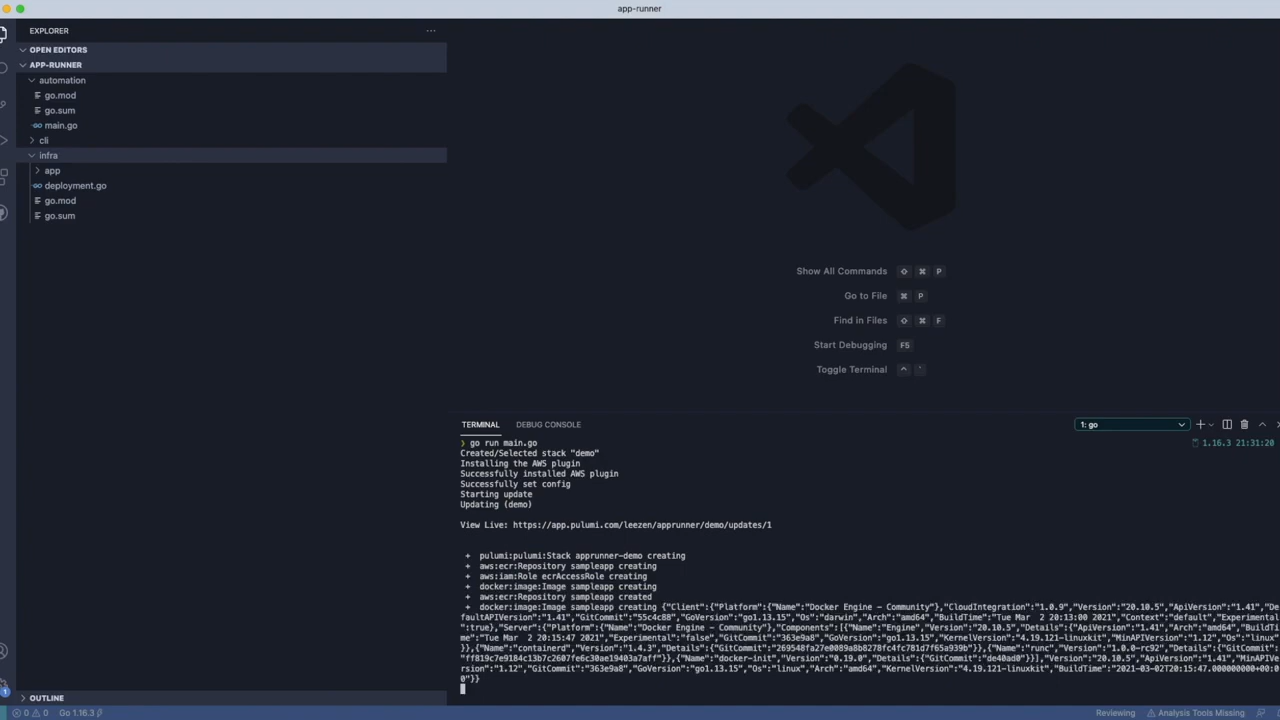 app-runner
EXPLORER
OPEN EDITORS
APP-RUNNER
automation
go.mod
go.sum
main.go
cli
infra
app
deployment.go
go.mod
go.sum
Show All Commands ⇧ ⌘ P
Go to File ⌘ P
Find in Files ⇧ ⌘ F
Start Debugging F5
Toggle Terminal ^ `
TERMINAL DEBUG CONSOLE 1: go
❯ go run main.go 1.16.3 21:31:20
Created/Selected stack "demo"
Installing the AWS plugin
Successfully installed AWS plugin
Successfully set config
Starting update
Updating (demo)
View Live: https://app.pulumi.com/leezen/apprunner/demo/updates/1
+ pulumi:pulumi:Stack apprunner-demo creating
+ aws:ecr:Repository sampleapp creating
+ aws:iam:Role ecrAccessRole creating
+ docker:image:Image sampleapp creating
+ aws:ecr:Repository sampleapp created
+ docker:image:Image sampleapp creating {"Client":{"Platform":{"Name":"Docker Engine - Community"},"CloudIntegration":"1.0.9","Version":"20.10.5","ApiVersion":"1.41","De
faultAPIVersion":"1.41","GitCommit":"55c4c88","GoVersion":"go1.13.15","Os":"darwin","Arch":"amd64","BuildTime":"Tue Mar  2 20:13:00 2021","Context":"default","Experimental
":true},"Server":{"Platform":{"Name":"Docker Engine - Community"},"Components":[{"Name":"Engine","Version":"20.10.5","Details":{"ApiVersion":"1.41","Arch":"amd64","BuildTi
me":"Tue Mar  2 20:15:47 2021","Experimental":"false","GitCommit":"363e9a8","GoVersion":"go1.13.15","KernelVersion":"4.19.121-linuxkit","MinAPIVersion":"1.12","Os":"linux"
}},{"Name":"containerd","Version":"1.4.3","Details":{"GitCommit":"269548fa27e0089a8b8278fc4fc781d7f65a939b"}},{"Name":"runc","Version":"1.0.0-rc92","Details":{"GitCommit":
"ff819c7e9184c13b7c2607fe6c30ae19403a7aff"}},{"Name":"docker-init","Version":"0.19.0","Details":{"GitCommit":"de40ad0"}}],"Version":"20.10.5","ApiVersion":"1.41","MinAPIVe
rsion":"1.12","GitCommit":"363e9a8","GoVersion":"go1.13.15","Os":"linux","Arch":"amd64","KernelVersion":"4.19.121-linuxkit","BuildTime":"2021-03-02T20:15:47.000000000+00:0
0"}}
OUTLINE
0 0 Go 1.16.3 Reviewing Analysis Tools Missing
1